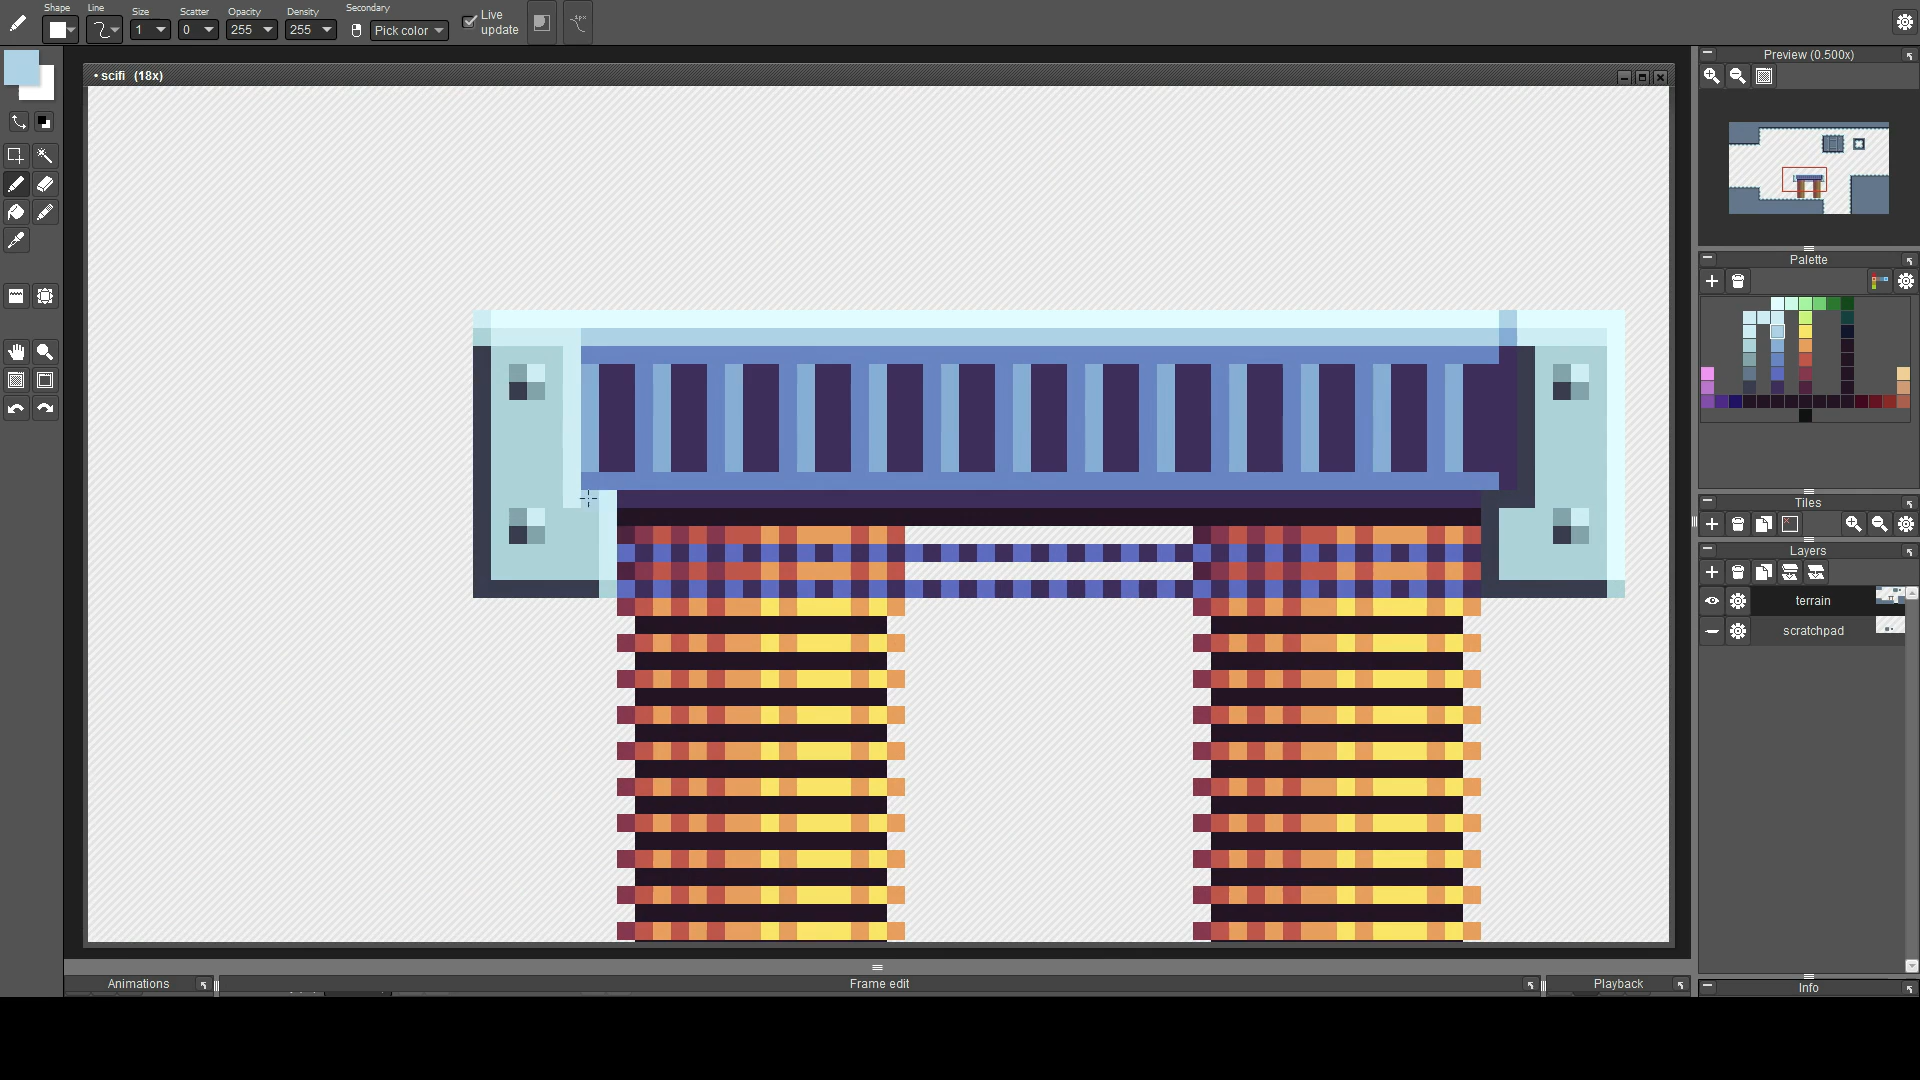 Shape
Line
Size
Scatter
Opacity
Density
Secondary
1
0
255
255
Pick color
Live
update
• scifi (18x)
Preview (0.500x)
Palette
Tiles
Layers
terrain
scratchpad
Animations
Frame edit
Playback
Info